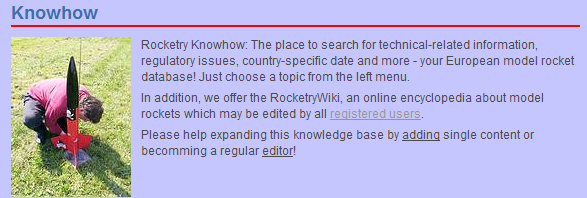 Knowhow
Rocketry Knowhow: The place to search for technical-related information,
regulatory issues, country-specific date and more - your European model rocket
database! Just choose a topic from the left menu.
In addition, we offer the RocketryWiki, an online encyclopedia about model
rockets which may be edited by all registered users.
Please help expanding this knowledge base by adding single content or
becomming a regular editor!